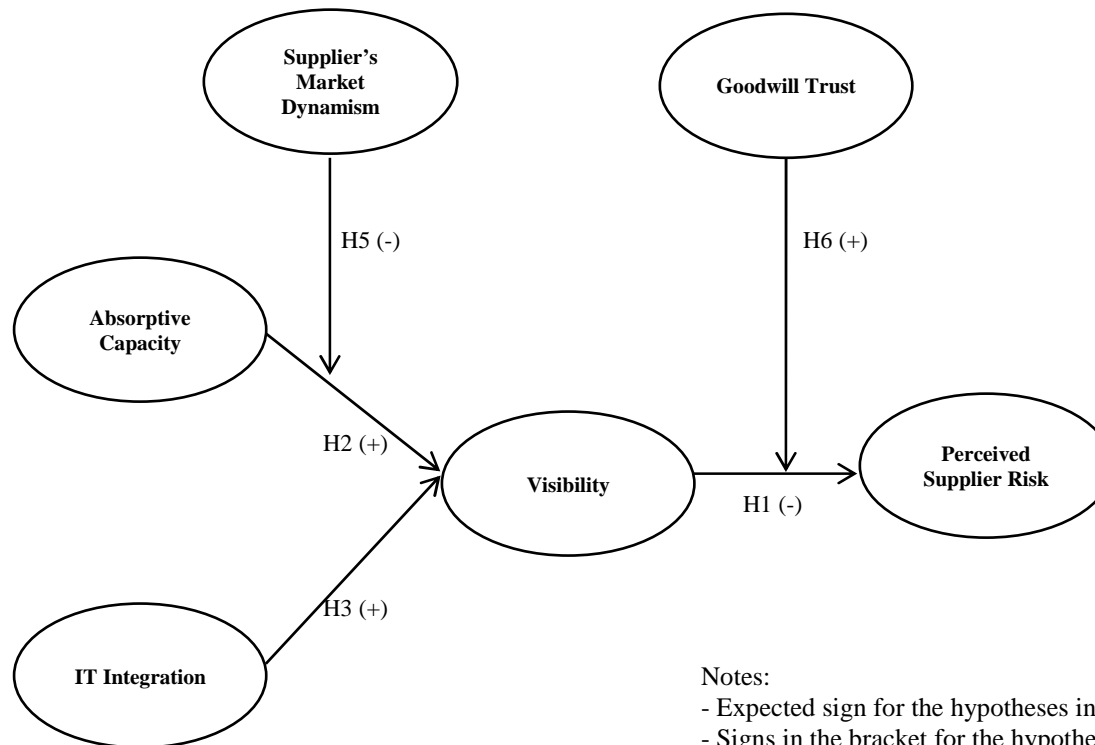 Supplier's
Market
Dynamism
Goodwill Trust
H5 (-)
H6 (+)
Absorptive
Capacity
H2 (+)
Visibility
Perceived
Supplier Risk
H1 (-)
H3 (+)
IT Integration
Notes:
- Expected sign for the hypotheses in
- Signs in the bracket for the hypothe